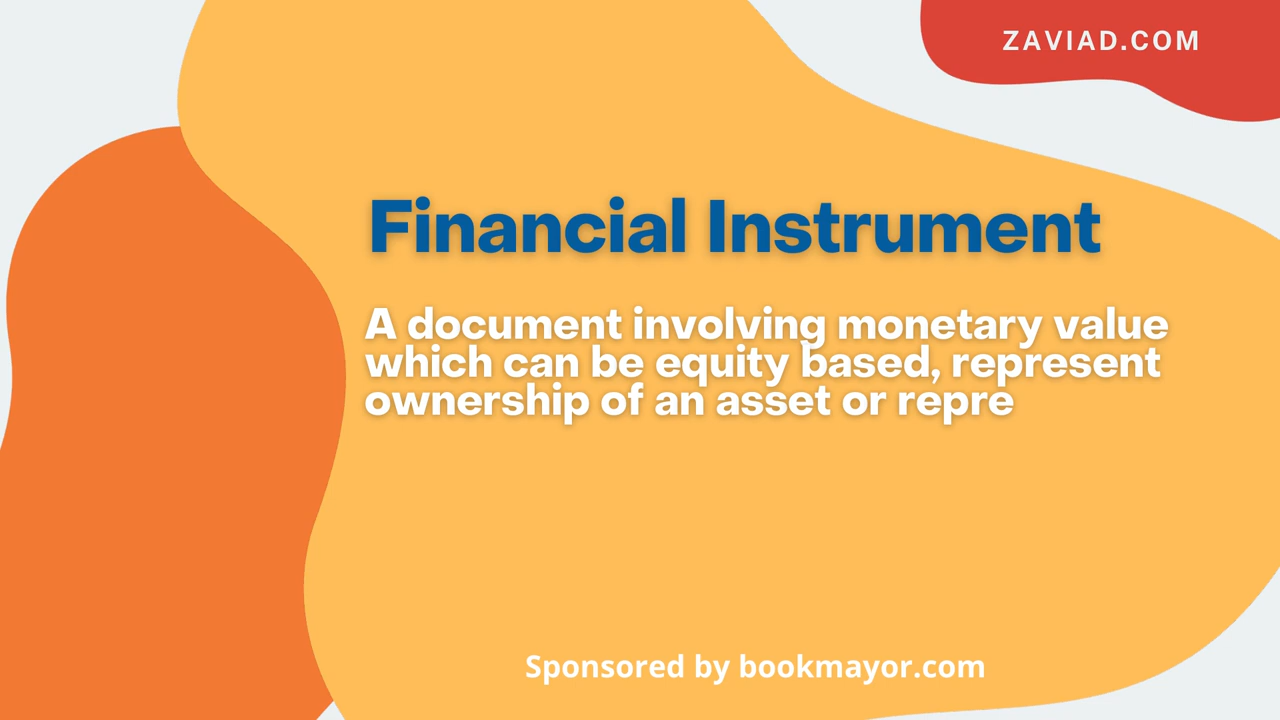 ZAVIAD.COM
Financial Instrument
A document involving monetary value
which can be equity based, represent
ownership of an asset or repre
Sponsored by bookmayor.com